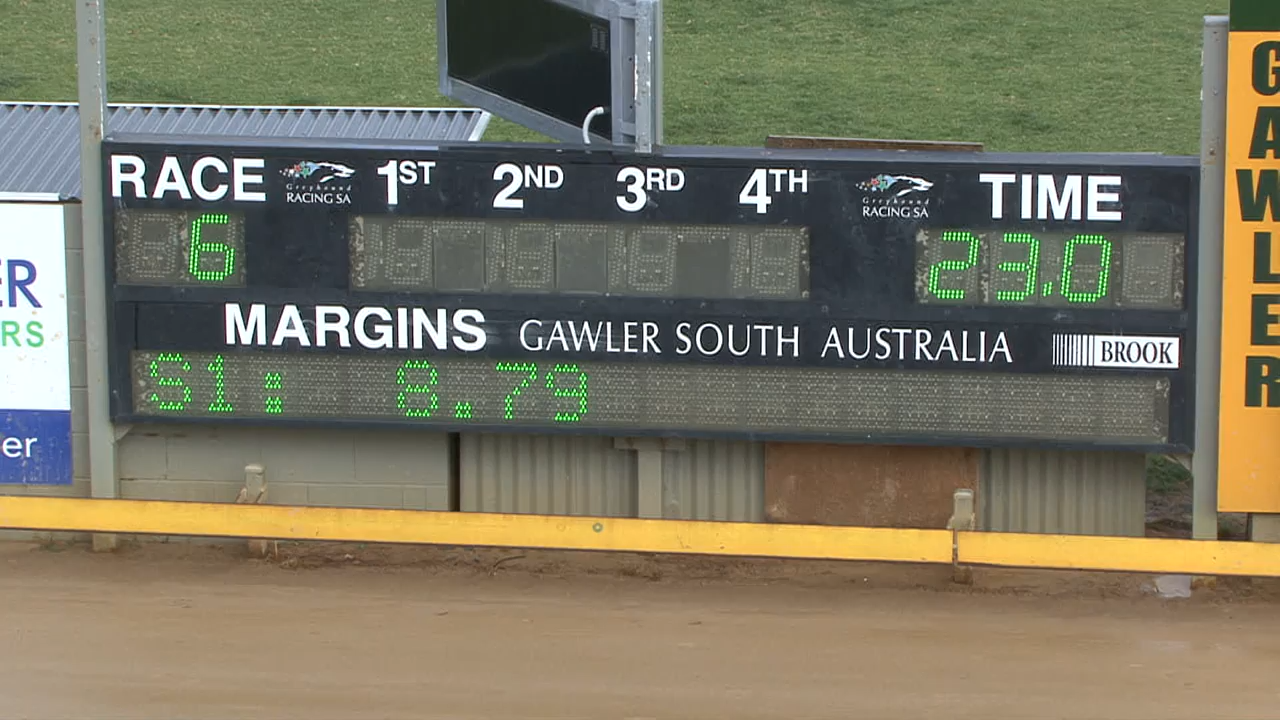 RACE Greyhound RACING SA 1ST 2ND 3RD 4TH Greyhound RACING SA TIME
6 23.0
MARGINS GAWLER SOUTH AUSTRALIA BROOK
S1: 8.79
ER
RS
er
GAWLER